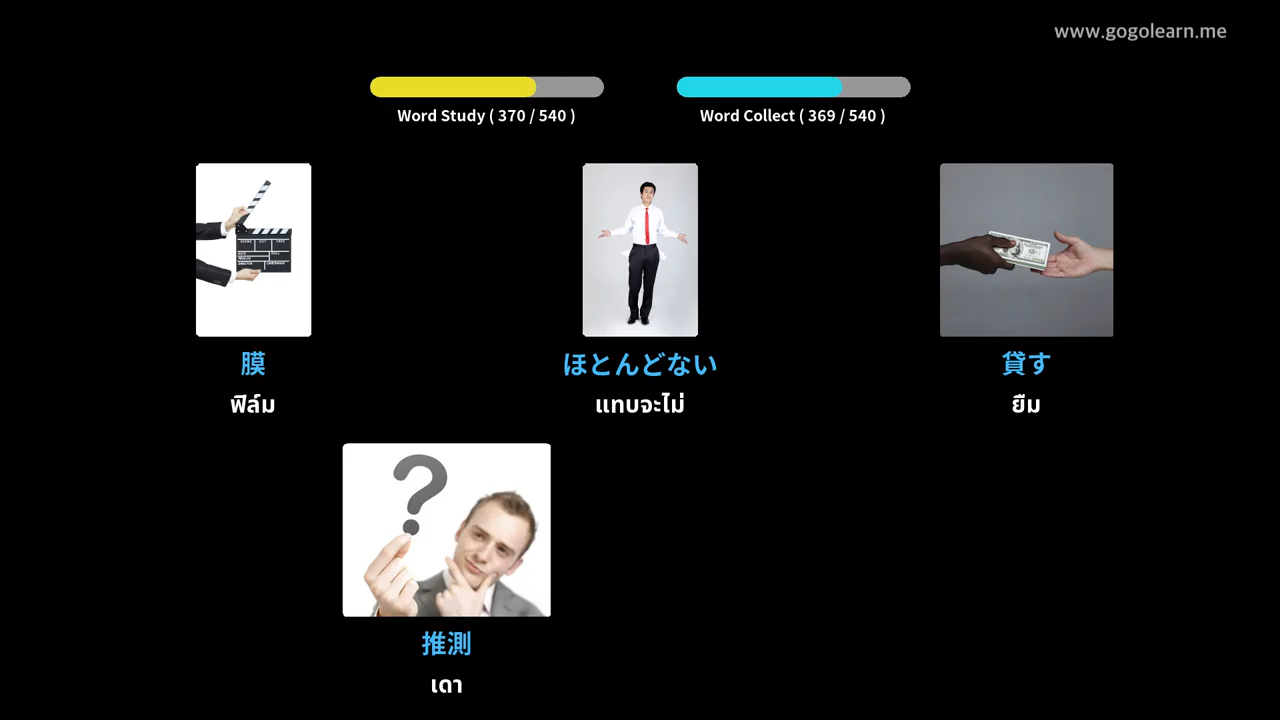 www.gogolearn.me
Word Study ( 370 / 540 )
Word Collect ( 369 / 540 )
膜
ฟิล์ม
ほとんどない
แทบจะไม่
貸す
ยืม
推測
เดา